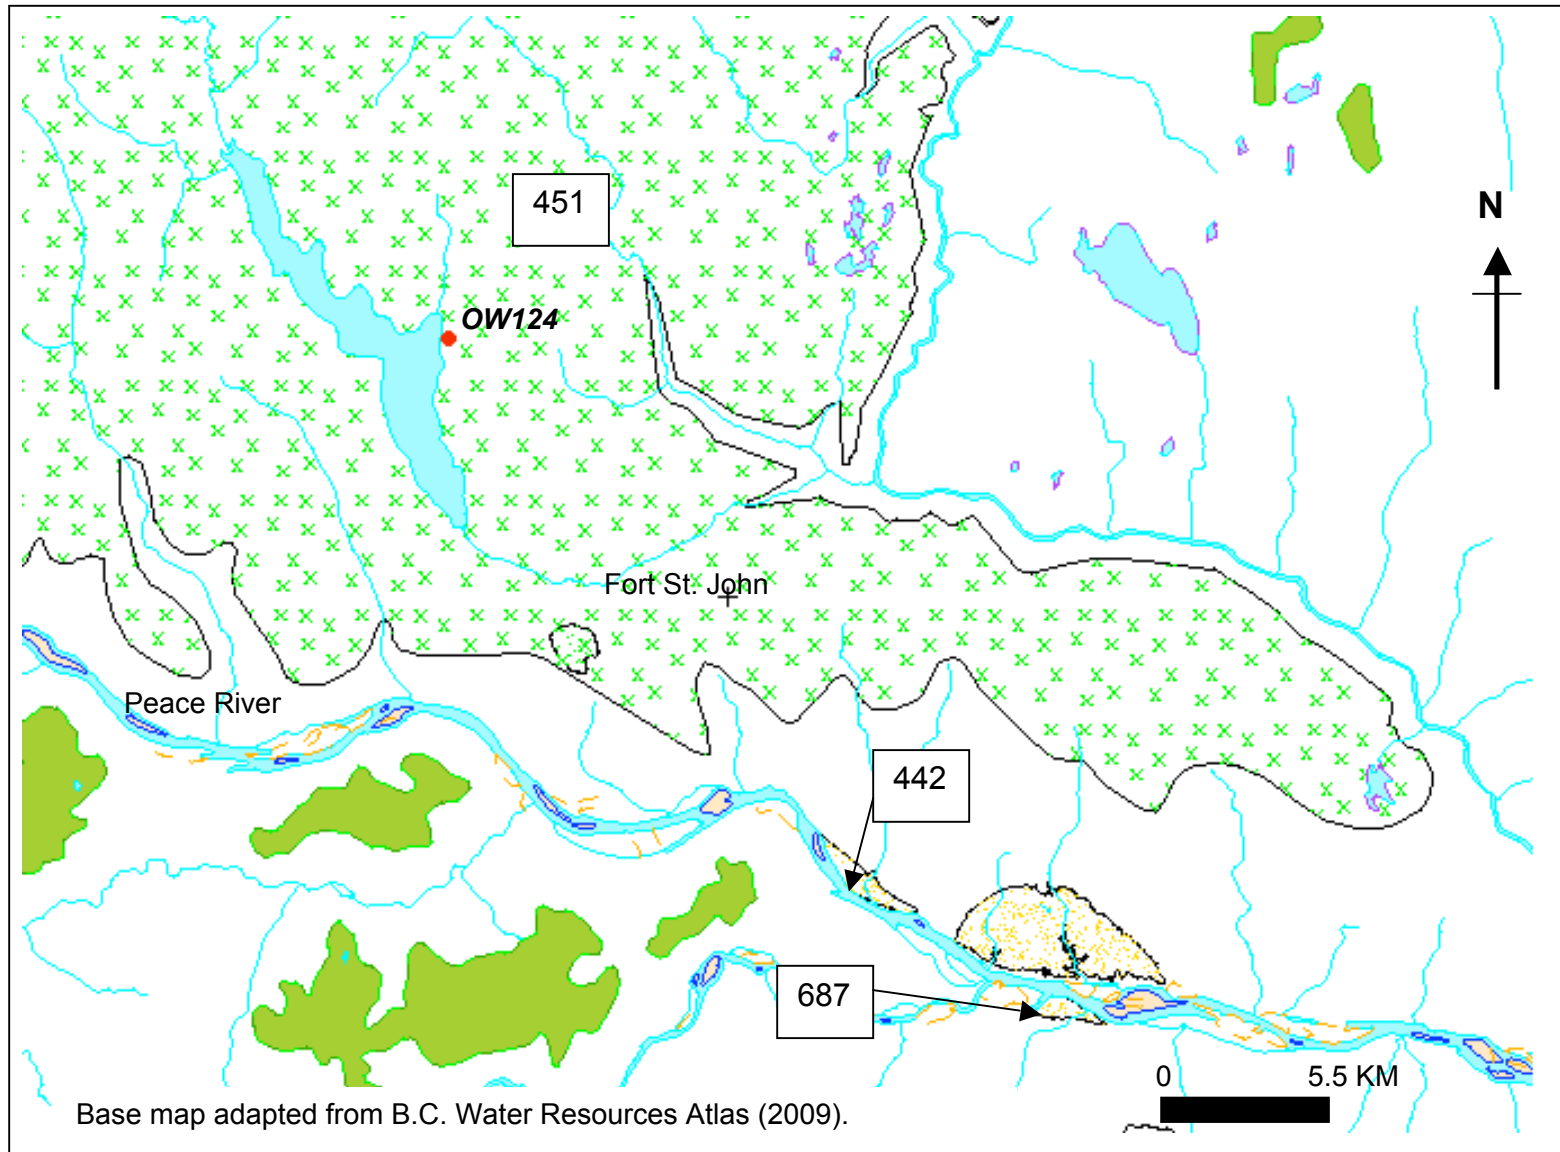 451
N
OW124
Fort St. John
Peace River
442
687
0 5.5 KM
Base map adapted from B.C. Water Resources Atlas (2009).